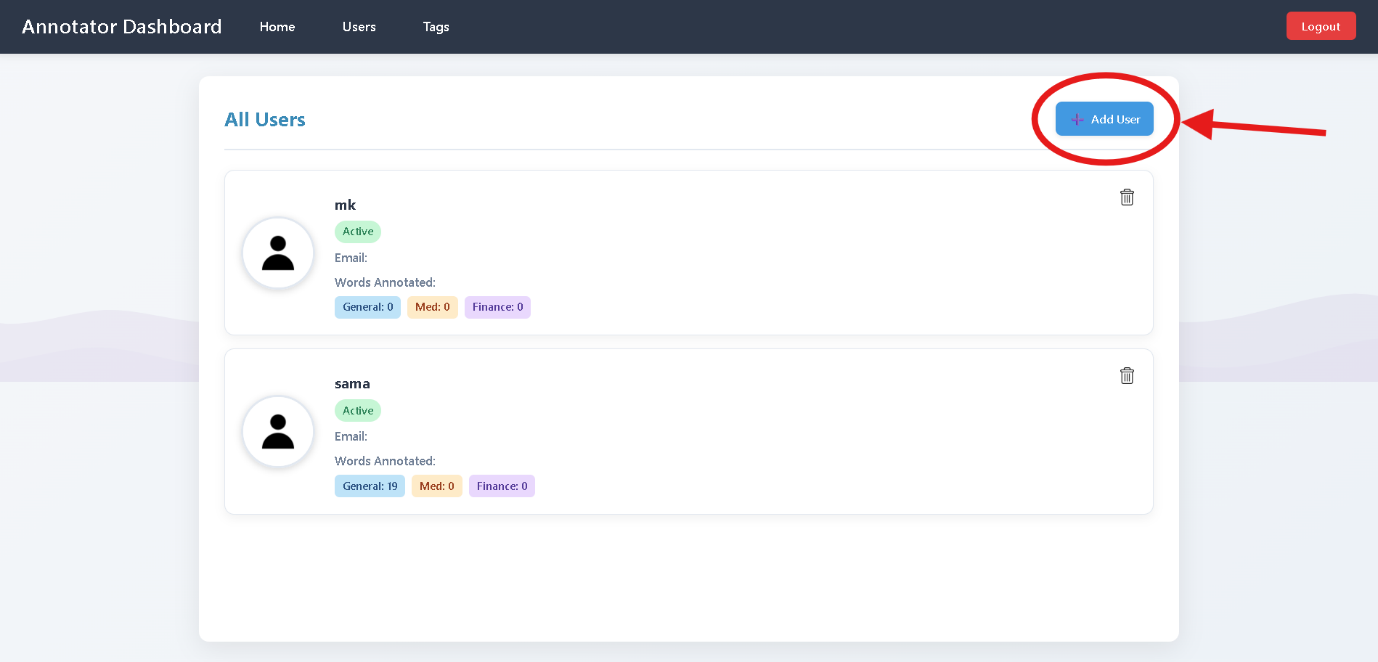 Annotator Dashboard Home Users Tags Logout
All Users Add User
mk
Active
Email:
Words Annotated:
General: 0 Med: 0 Finance: 0
sama
Active
Email:
Words Annotated:
General: 19 Med: 0 Finance: 0